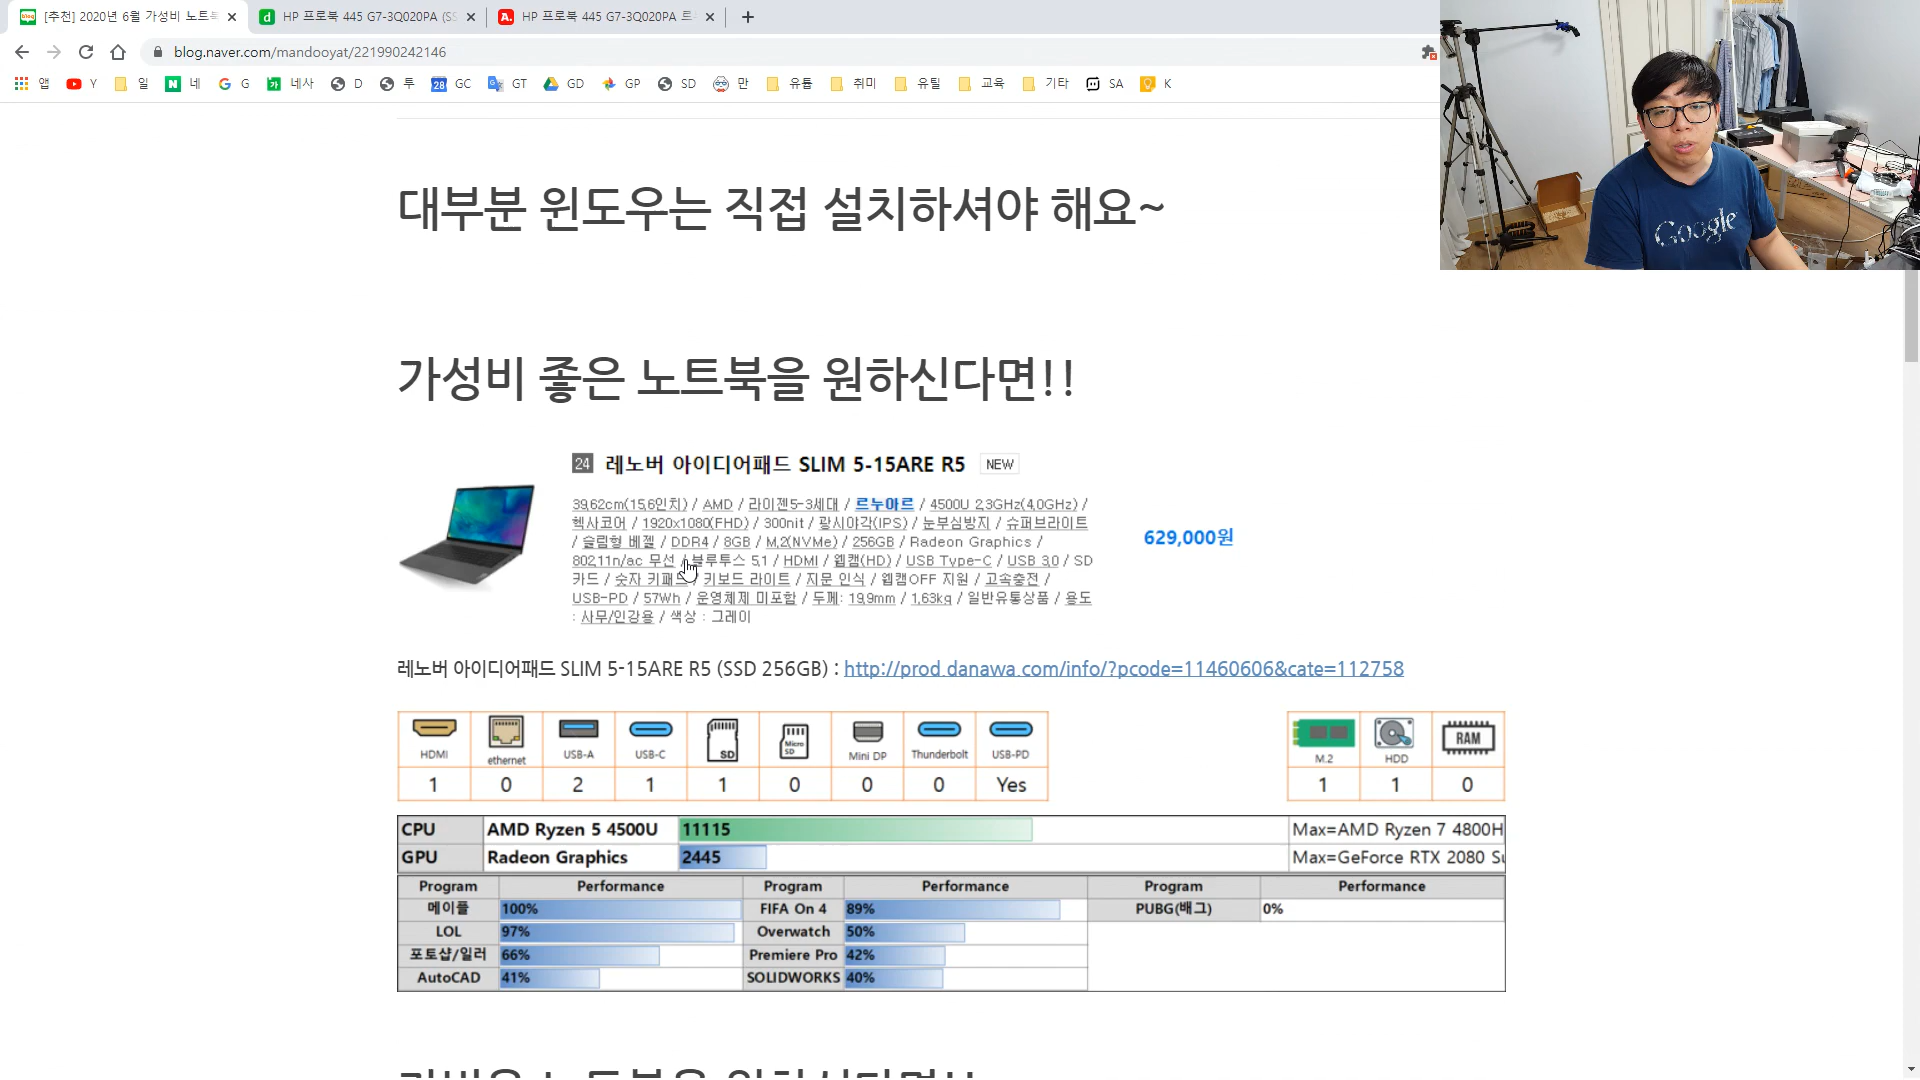 [추천] 2020년 6월 가성비 노트
HP 프로북 445 G7-3Q020PA (SS
HP 프로북 445 G7-3Q020PA 트
blog.naver.com/mandooyat/221990242146
앱 Y 일 네 G 네사 D 투 GC GT GD GP SD 만 유튭 취미 유틸 교육 기타 SA K
Google
대부분 윈도우는 직접 설치하셔야 해요~
가성비 좋은 노트북을 원하신다면!!
24 레노버 아이디어패드 SLIM 5-15ARE R5 NEW
39.62cm(15.6인치) / AMD / 라이젠5-3세대 / 르누아르 / 4500U 2.3GHz(4.0GHz) /
헥사코어 / 1920x1080(FHD) / 300nit / 광시야각(IPS) / 눈부심방지 / 슈퍼브라이트
/ 슬림형 베젤 / DDR4 / 8GB / M.2(NVMe) / 256GB / Radeon Graphics /
802.11n/ac 무선 / 블루투스 5.1 / HDMI / 웹캠(HD) / USB Type-C / USB 3.0 / SD
카드 / 숫자 키패드 / 키보드 라이트 / 지문 인식 / 웹캠OFF 지원 / 고속충전 /
USB-PD / 57Wh / 운영체제 미포함 / 두께: 19.9mm / 1.63kg / 일반유통상품 / 용도
: 사무/인강용 / 색상 : 그레이
629,000원
레노버 아이디어패드 SLIM 5-15ARE R5 (SSD 256GB) : http://prod.danawa.com/info/?pcode=11460606&cate=112758
HDMI ethernet USB-A USB-C SD Micro SD Mini DP Thunderbolt USB-PD M.2 HDD RAM
1 0 2 1 1 0 0 0 Yes 1 1 0
CPU AMD Ryzen 5 4500U 11115 Max=AMD Ryzen 7 4800H
GPU Radeon Graphics 2445 Max=GeForce RTX 2080 Su
Program Performance Program Performance Program Performance
메이플 100% FIFA On 4 89% PUBG(배그) 0%
LOL 97% Overwatch 50%
포토샵/일러 66% Premiere Pro 42%
AutoCAD 41% SOLIDWORKS 40%